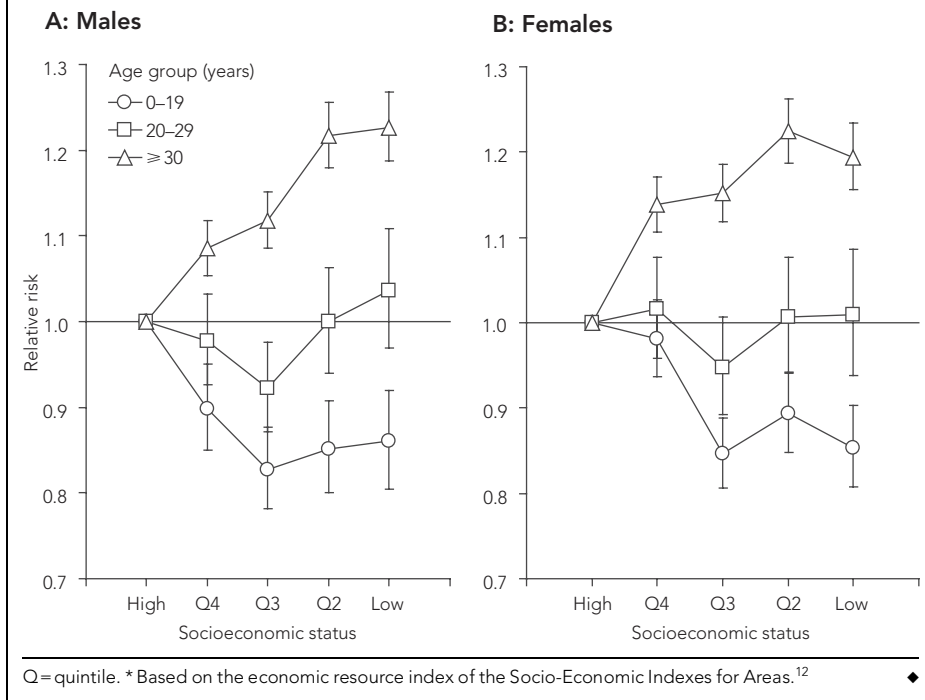 A: Males
B: Females
Age group (years)
0–19
20–29
⩾30
1.3
1.2
1.1
1.0
0.9
0.8
0.7
Relative risk
High Q4 Q3 Q2 Low
Socioeconomic status
1.3
1.2
1.1
1.0
0.9
0.8
0.7
High Q4 Q3 Q2 Low
Socioeconomic status
Q=quintile. * Based on the economic resource index of the Socio-Economic Indexes for Areas.12 ◆